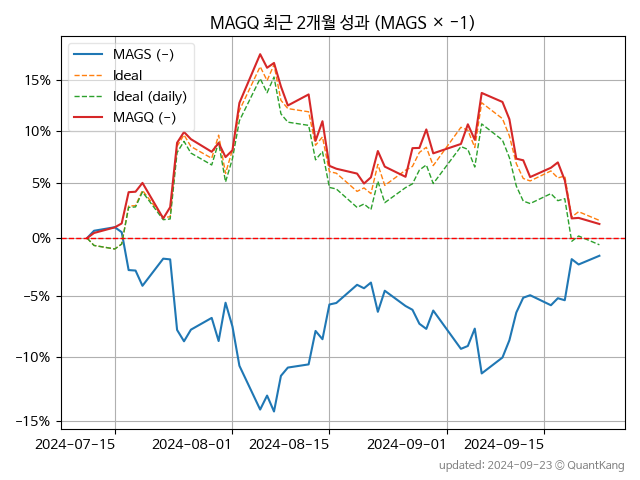 MAGQ 최근 2개월 성과 (MAGS × −1)
MAGS (−)
Ideal
Ideal (daily)
MAGQ (−)
15%
10%
5%
0%
−5%
−10%
−15%
2024−07−15
2024−08−01
2024−08−15
2024−09−01
2024−09−15
updated: 2024−09−23 © QuantKang